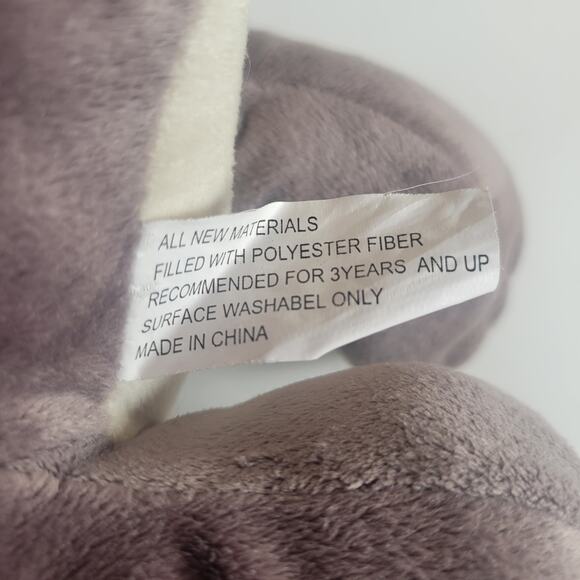 ALL NEW MATERIALS
FILLED WITH POLYESTER FIBER
RECOMMENDED FOR 3YEARS AND UP
SURFACE WASHABEL ONLY
MADE IN CHINA